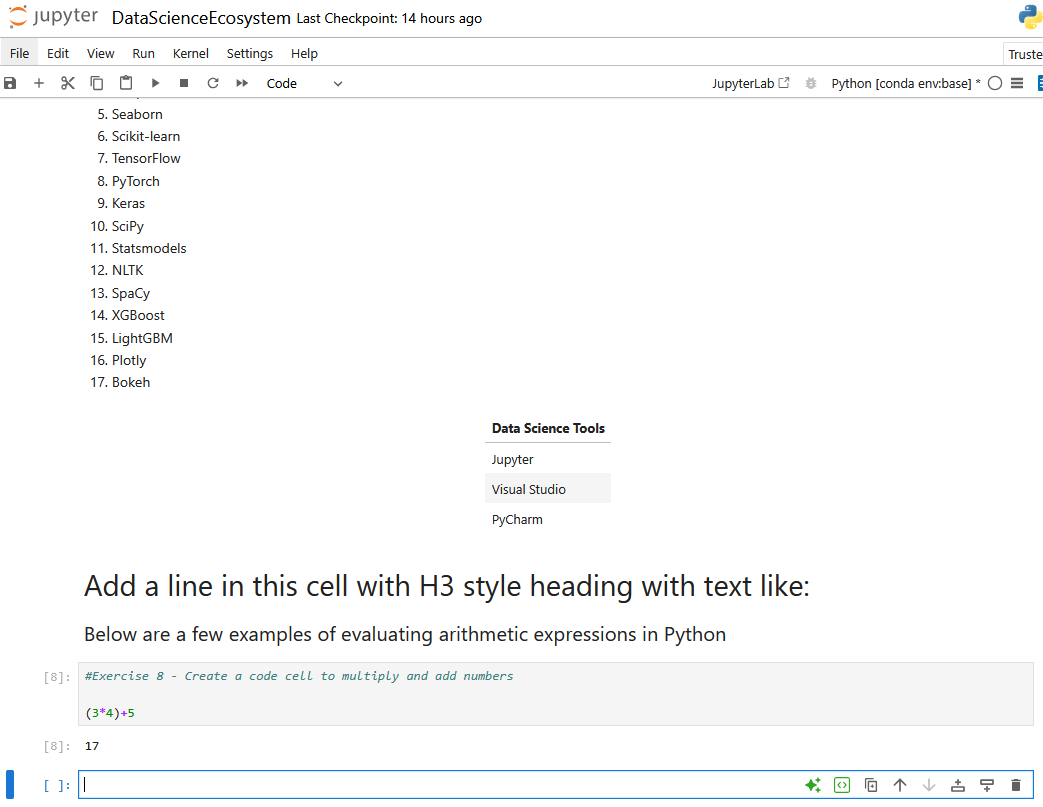 jupyter DataScienceEcosystem Last Checkpoint: 14 hours ago
File Edit View Run Kernel Settings Help Truste
Code JupyterLab Python [conda env:base] *
5. Seaborn
6. Scikit-learn
7. TensorFlow
8. PyTorch
9. Keras
10. SciPy
11. Statsmodels
12. NLTK
13. SpaCy
14. XGBoost
15. LightGBM
16. Plotly
17. Bokeh
Data Science Tools
Jupyter
Visual Studio
PyCharm
Add a line in this cell with H3 style heading with text like:
Below are a few examples of evaluating arithmetic expressions in Python
[8]: #Exercise 8 - Create a code cell to multiply and add numbers
(3*4)+5
[8]: 17
[ ]: